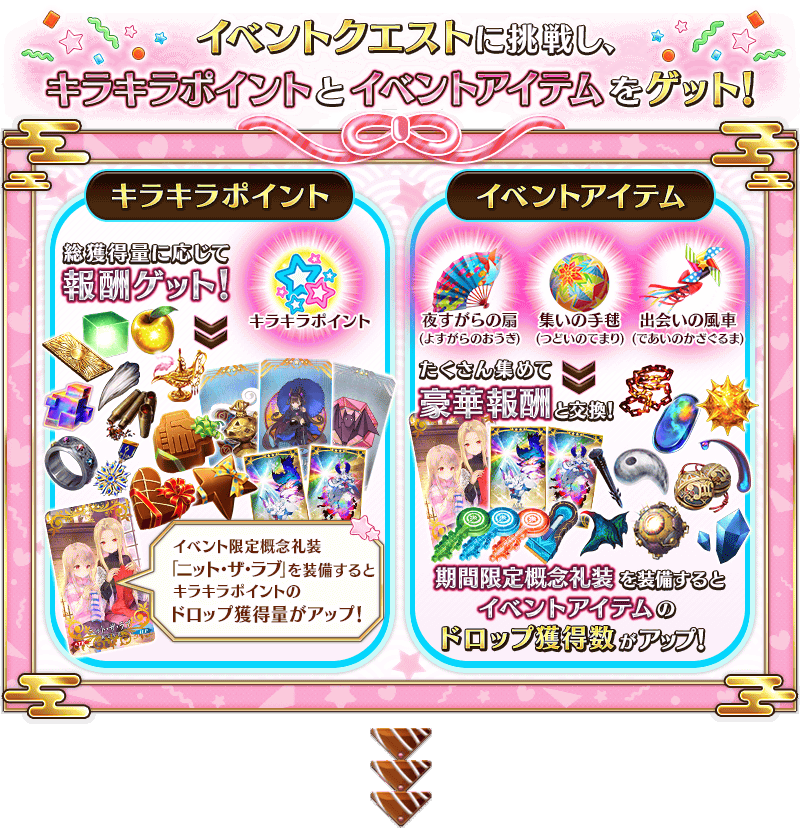 イベントクエストに挑戦し、
キラキラポイントとイベントアイテムをゲット!
キラキラポイント
総獲得量に応じて
報酬ゲット!
キラキラポイント
イベント限定概念礼装
「ニット・ザ・ラブ」を装備すると
キラキラポイントの
ドロップ獲得量がアップ!
ニット・ザ・ラブ
イベントアイテム
夜すがらの扇
(よすがらのおうぎ)
集いの手毬
(つどいのてまり)
出会いの風車
(であいのかざぐるま)
たくさん集めて
豪華報酬と交換!
期間限定概念礼装を装備すると
イベントアイテムの
ドロップ獲得数がアップ!